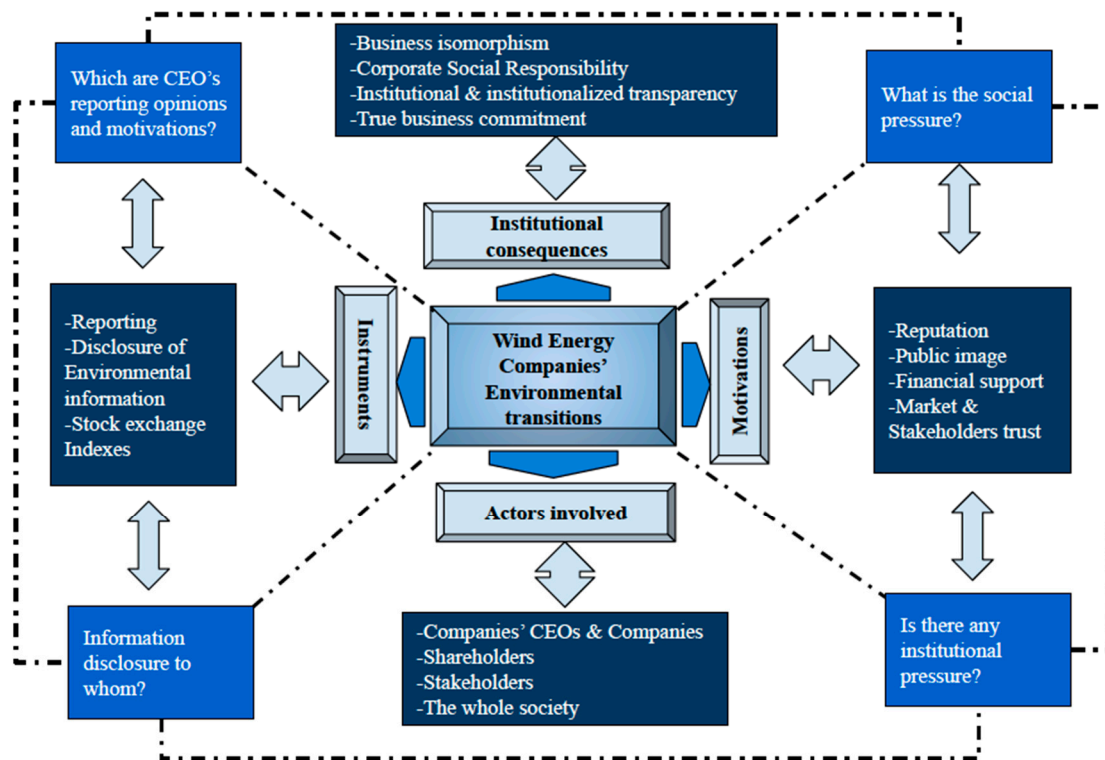 Which are CEO's
reporting opinions
and motivations?
-Business isomorphism
-Corporate Social Responsibility
-Institutional & institutionalized transparency
-True business commitment
What is the social
pressure?
Institutional
consequences
-Reporting
-Disclosure of
Environmental
information
-Stock exchange
Indexes
Instruments
Wind Energy
Companies'
Environmental
transitions
Motivations
-Reputation
-Public image
-Financial support
-Market &
Stakeholders trust
Actors involved
Information
disclosure to
whom?
-Companies' CEOs & Companies
-Shareholders
-Stakeholders
-The whole society
Is there any
institutional
pressure?